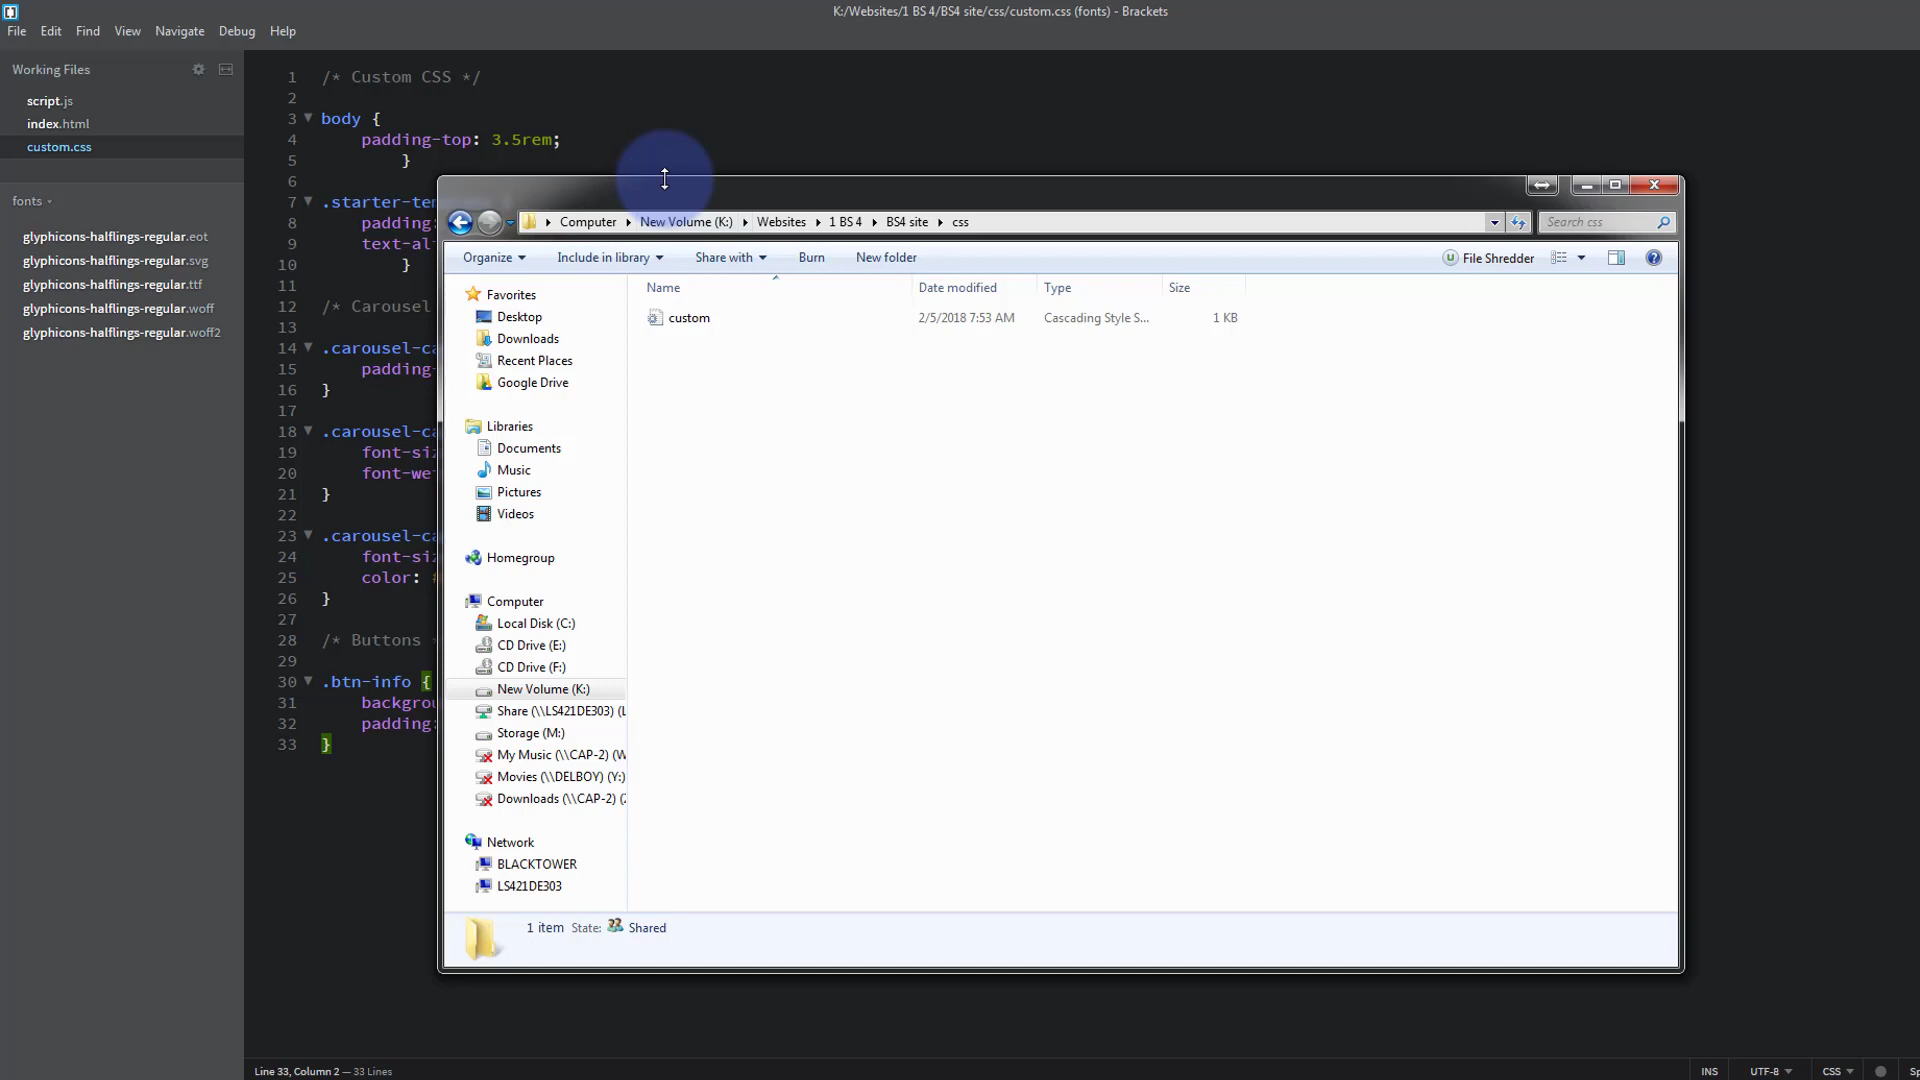 K:/Websites/1 BS 4/BS4 site/css/custom.css (fonts) - Brackets
File Edit Find View Navigate Debug Help
Working Files
script.js
index.html
custom.css
fonts
glyphicons-halflings-regular.eot
glyphicons-halflings-regular.svg
glyphicons-halflings-regular.ttf
glyphicons-halflings-regular.woff
glyphicons-halflings-regular.woff2
1 /* Custom CSS */
2
3 body {
4 padding-top: 3.5rem;
5 }
6
7 .starter-te
8 padding
9 text-al
10 }
11
12 /* Carousel
13
14 .carousel-ca
15 padding
16 }
17
18 .carousel-ca
19 font-siz
20 font-we
21 }
22
23 .carousel-ca
24 font-siz
25 color: #
26 }
27
28 /* Buttons *
29
30 .btn-info {
31 backgrou
32 padding:
33 }
Computer New Volume (K:) Websites 1 BS 4 BS4 site css
Search css
Organize Include in library Share with Burn New folder File Shredder
Name Date modified Type Size
custom 2/5/2018 7:53 AM Cascading Style S... 1 KB
Favorites
Desktop
Downloads
Recent Places
Google Drive
Libraries
Documents
Music
Pictures
Videos
Homegroup
Computer
Local Disk (C:)
CD Drive (E:)
CD Drive (F:)
New Volume (K:)
Share (\\LS421DE303) (L
Storage (M:)
My Music (\\CAP-2) (W
Movies (\\DELBOY) (Y:)
Downloads (\\CAP-2) (Z
Network
BLACKTOWER
LS421DE303
1 item State: Shared
Line 33, Column 2 — 33 Lines
INS UTF-8 CSS Sp